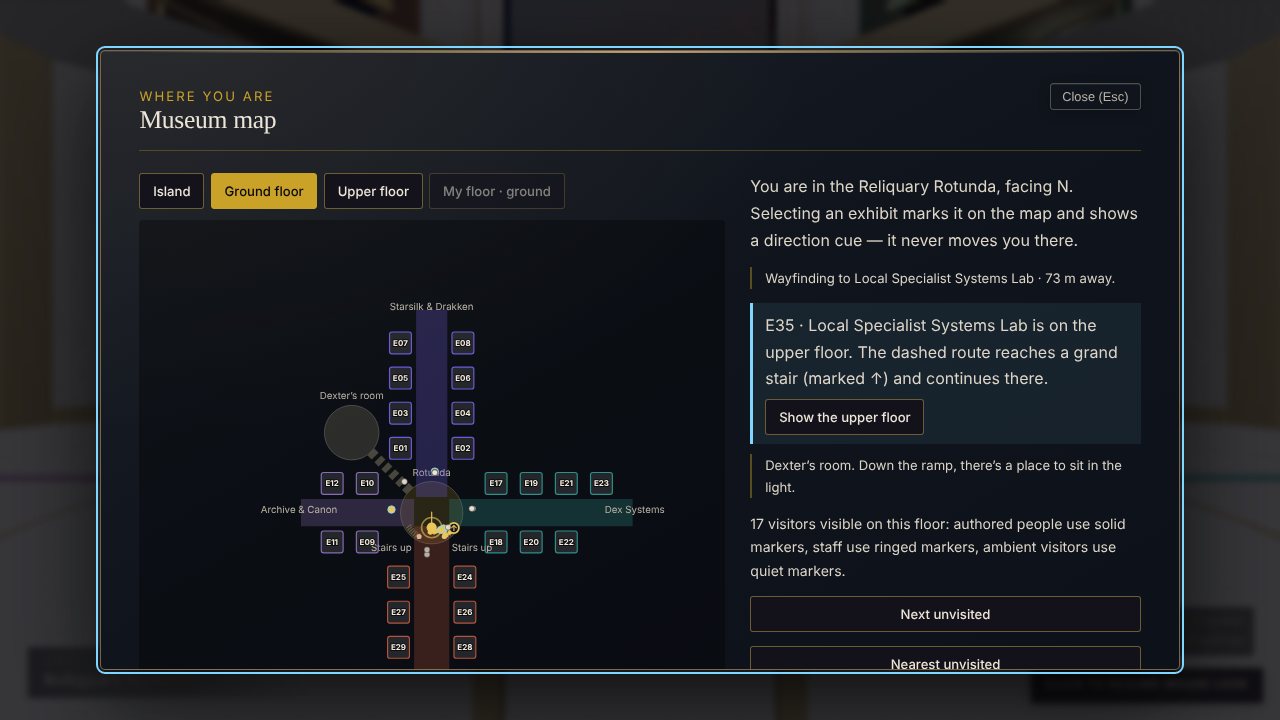 WHERE YOU ARE
Museum map
Close (Esc)
Island
Ground floor
Upper floor
My floor · ground
Starsilk & Drakken
E07
E08
E05
E06
Dexter's room
E03
E04
E01
E02
Rotunda
E12
E10
E17
E19
E21
E23
Archive & Canon
Dex Systems
E11
E09
Stairs up
Stairs up
E18
E20
E22
E25
E24
E27
E26
E29
E28
You are in the Reliquary Rotunda, facing N.
Selecting an exhibit marks it on the map and shows
a direction cue — it never moves you there.
Wayfinding to Local Specialist Systems Lab · 73 m away.
E35 · Local Specialist Systems Lab is on the
upper floor. The dashed route reaches a grand
stair (marked ↑) and continues there.
Show the upper floor
Dexter's room. Down the ramp, there's a place to sit in the
light.
17 visitors visible on this floor: authored people use solid
markers, staff use ringed markers, ambient visitors use
quiet markers.
Next unvisited
Nearest unvisited